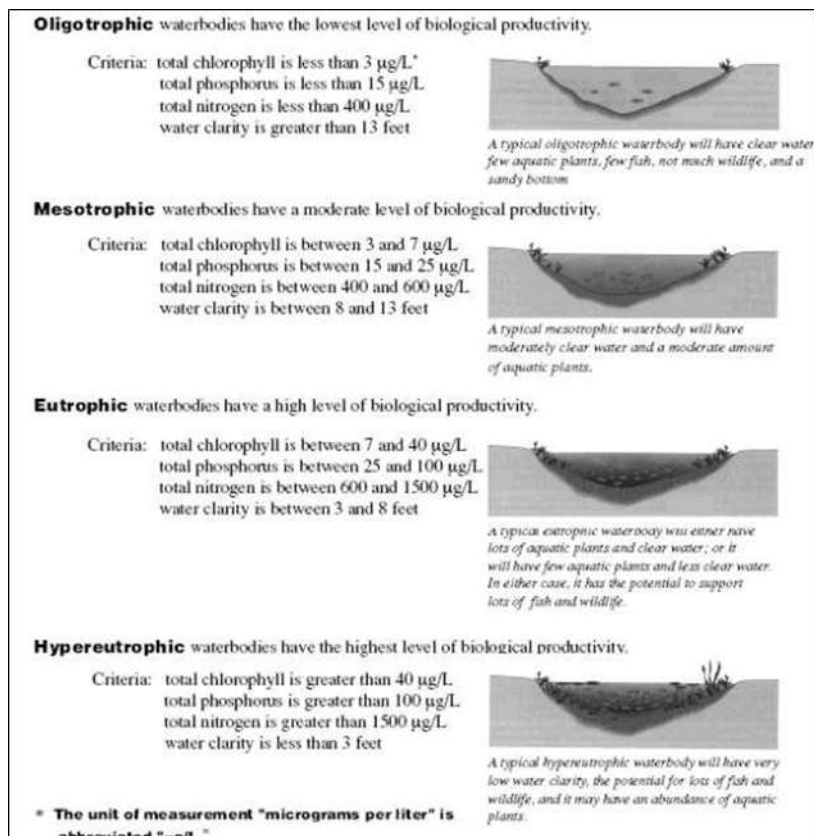 Oligotrophic waterbodies have the lowest level of biological productivity.
Criteria: total chlorophyll is less than 3 µg/L*
total phosphorus is less than 15 µg/L
total nitrogen is less than 400 µg/L
water clarity is greater than 13 feet
A typical oligotrophic waterbody will have clear water
few aquatic plants, few fish, not much wildlife, and a
sandy bottom
Mesotrophic waterbodies have a moderate level of biological productivity.
Criteria: total chlorophyll is between 3 and 7 µg/L
total phosphorus is between 15 and 25 µg/L
total nitrogen is between 400 and 600 µg/L
water clarity is between 8 and 13 feet
A typical mesotrophic waterbody will have
moderately clear water and a moderate amount
of aquatic plants.
Eutrophic waterbodies have a high level of biological productivity.
Criteria: total chlorophyll is between 7 and 40 µg/L
total phosphorus is between 25 and 100 µg/L
total nitrogen is between 600 and 1500 µg/L
water clarity is between 3 and 8 feet
A typical eutrophic waterbody will either have
lots of aquatic plants and clear water; or it
will have few aquatic plants and less clear water.
In either case, it has the potential to support
lots of fish and wildlife.
Hypereutrophic waterbodies have the highest level of biological productivity.
Criteria: total chlorophyll is greater than 40 µg/L
total phosphorus is greater than 100 µg/L
total nitrogen is greater than 1500 µg/L
water clarity is less than 3 feet
A typical hypereutrophic waterbody will have very
low water clarity, the potential for lots of fish and
wildlife, and it may have an abundance of aquatic
plants.
* The unit of measurement "micrograms per liter" is
abbreviated "µg/L"